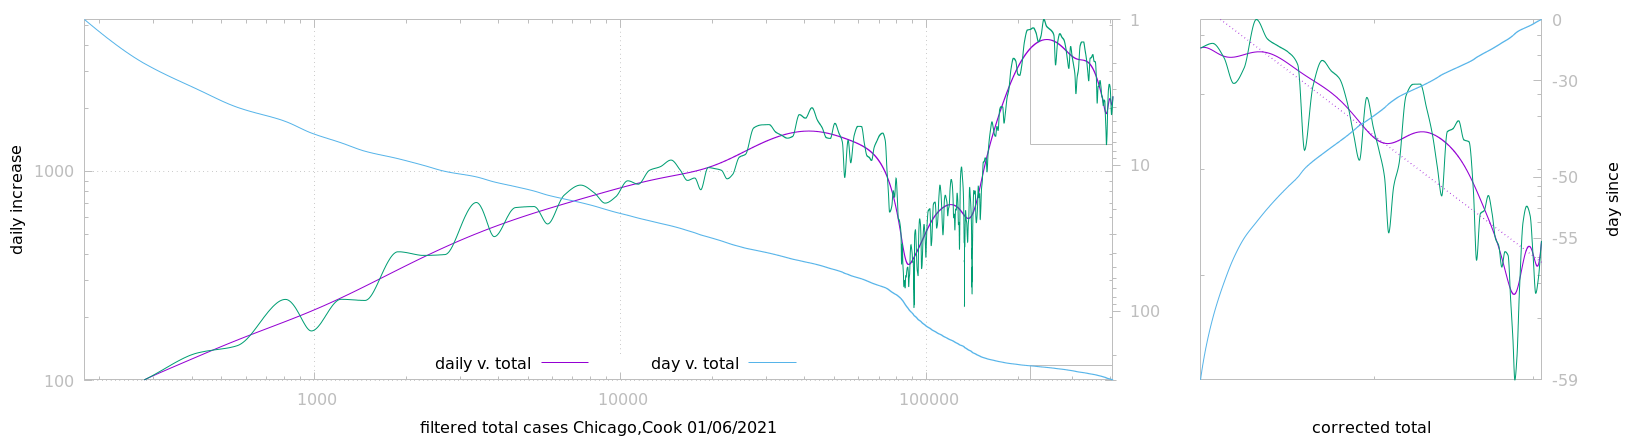 daily increase
1000
100
daily v. total
day v. total
1000
10000
100000
filtered total cases Chicago,Cook 01/06/2021
1
10
100
0
-30
-50
-55
-59
day since
corrected total